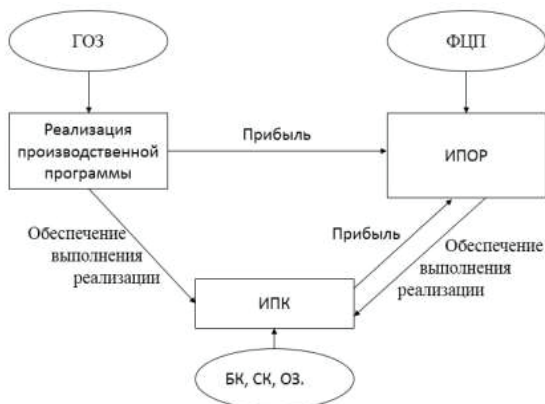 ГОЗ
ФЦП
Реализация
производственной
программы
Прибыль
ИПОР
Обеспечение
выполнения
реализации
Прибыль
Обеспечение
выполнения
реализации
ИПК
БК, СК, ОЗ.